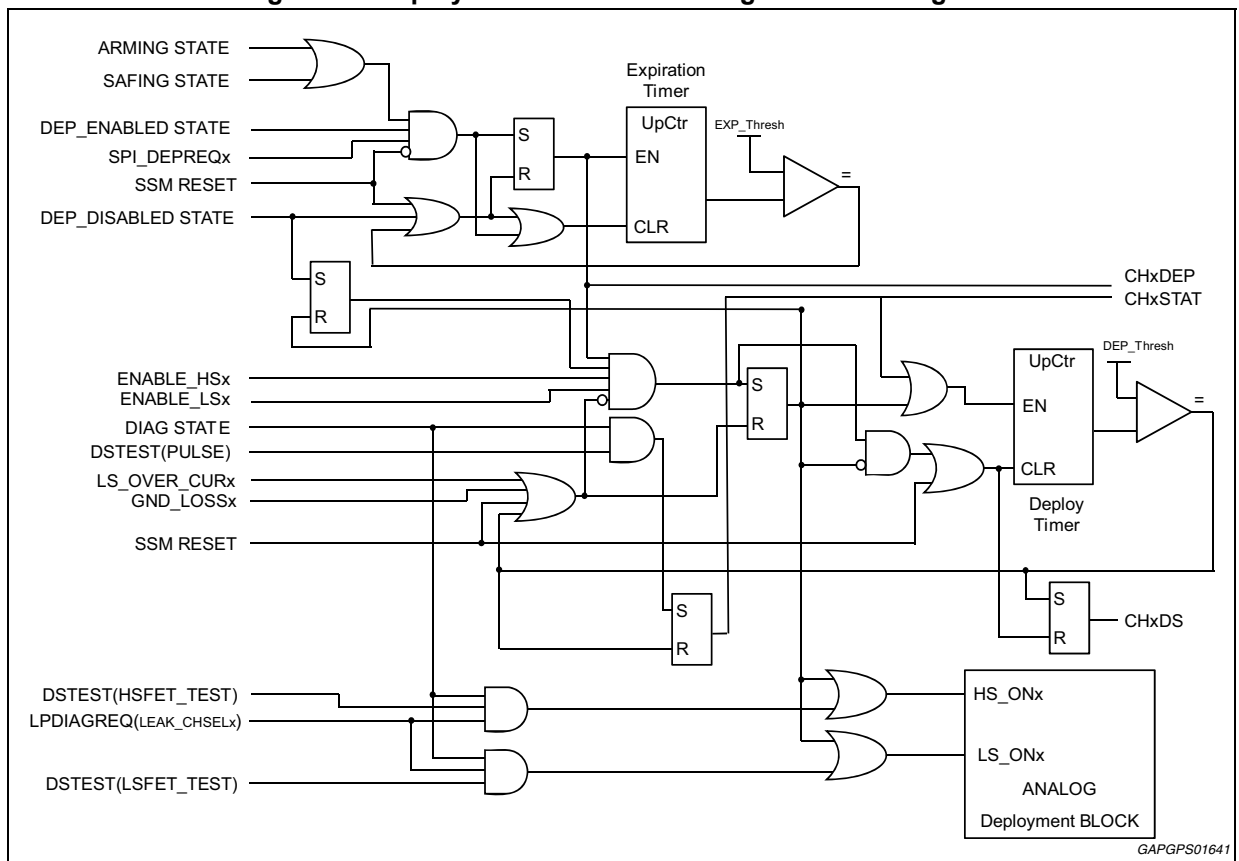 ARMING STATE
SAFING STATE
DEP_ENABLED STATE
SPI_DEPREQx
SSM RESET
DEP_DISABLED STATE
Expiration
Timer
UpCtr
EN
CLR
EXP_Thresh
=
S
R
S
R
CHxDEP
CHxSTAT
ENABLE_HSx
ENABLE_LSx
DIAG STATE
DSTEST(PULSE)
LS_OVER_CURx
GND_LOSSx
SSM RESET
S
R
UpCtr
EN
CLR
Deploy
Timer
DEP_Thresh
=
S
R
S
R
CHxDS
DSTEST(HSFET_TEST)
LPDIAGREQ(LEAK_CHSELx)
DSTEST(LSFET_TEST)
HS_ONx
LS_ONx
ANALOG
Deployment BLOCK
GAPGPS01641